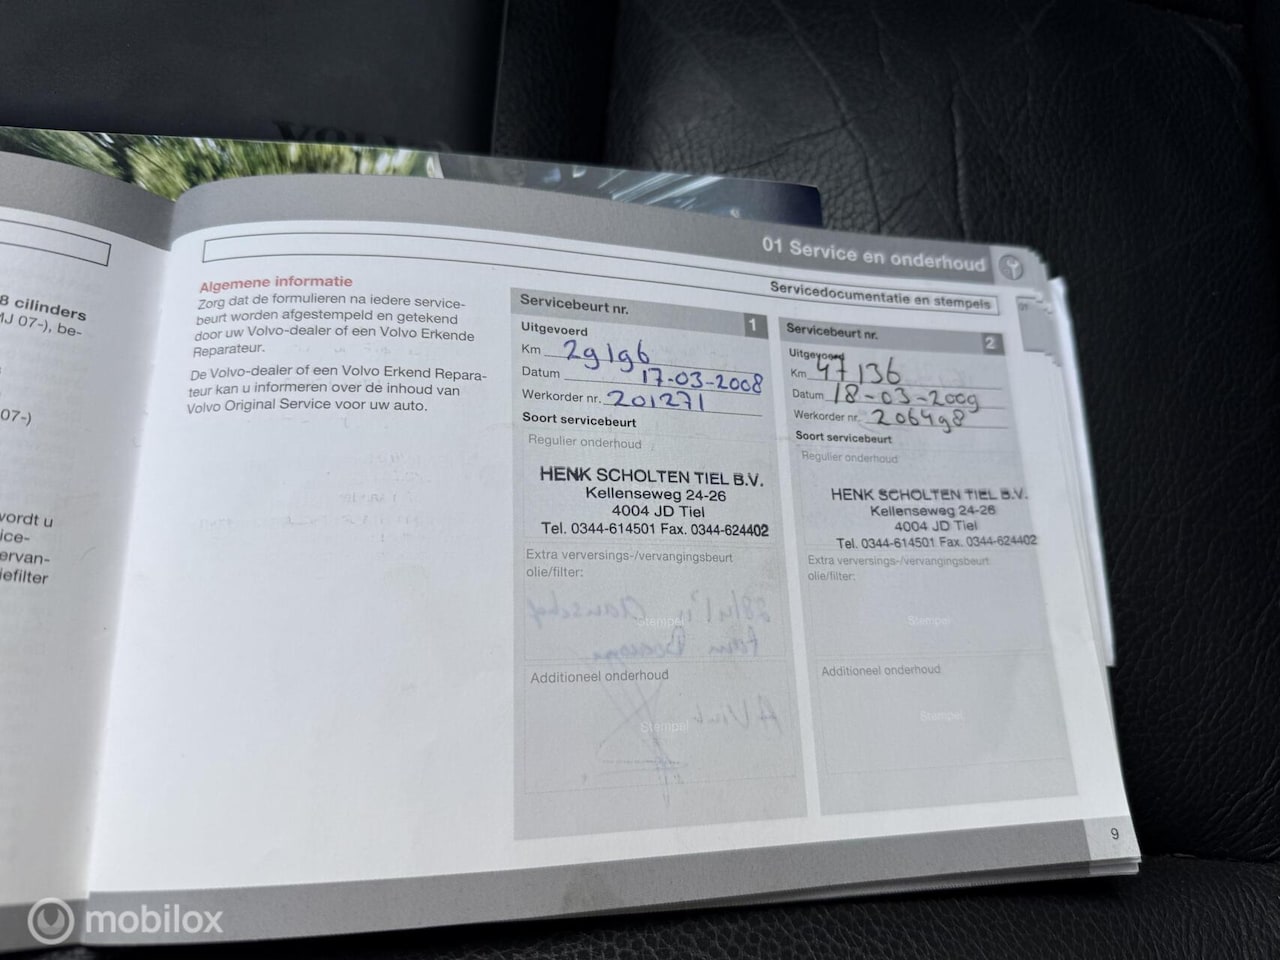 8 cilinders
MJ 07-), be-
07-)
wordt u
ice-
ervan-
iefilter
01 Service en onderhoud
Servicedocumentatie en stempels
01
Algemene informatie
Zorg dat de formulieren na iedere service-
beurt worden afgestempeld en getekend
door uw Volvo-dealer of een Volvo Erkende
Reparateur.
De Volvo-dealer of een Volvo Erkend Repara-
teur kan u informeren over de inhoud van
Volvo Original Service voor uw auto.
Servicebeurt nr.
1
Uitgevoerd
Km 29196
Datum 17-03-2008
Werkorder nr. 201271
Soort servicebeurt
Regulier onderhoud
HENK SCHOLTEN TIEL B.V.
Kellenseweg 24-26
4004 JD Tiel
Tel. 0344-614501 Fax. 0344-624402
Extra verversings-/vervangingsbeurt
olie/filter:
Stempel
Additioneel onderhoud
Stempel
Servicebeurt nr.
2
Uitgevoerd
Km 47136
Datum 18-03-2009
Werkorder nr. 206498
Soort servicebeurt
Regulier onderhoud
HENK SCHOLTEN TIEL B.V.
Kellenseweg 24-26
4004 JD Tiel
Tel. 0344-614501 Fax. 0344-624402
Extra verversings-/vervangingsbeurt
olie/filter:
Stempel
Additioneel onderhoud
Stempel
9
mobilox